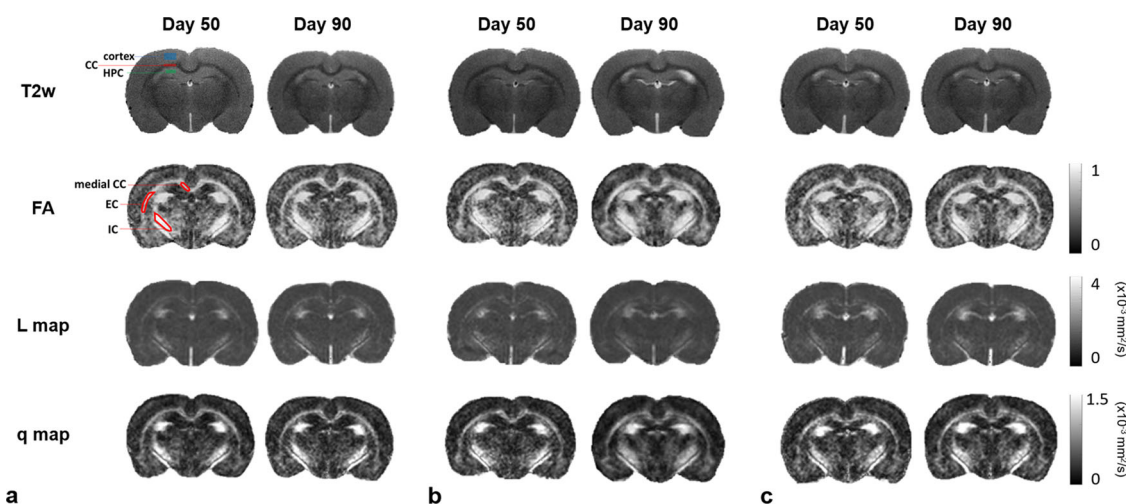 Day 50 Day 90 Day 50 Day 90 Day 50 Day 90
cortex
CC
HPC
T2w
medial CC
EC
IC
FA
1
0
L map
4
0
(x10-3 mm2/s)
q map
1.5
0
(x10-3 mm2/s)
a b c